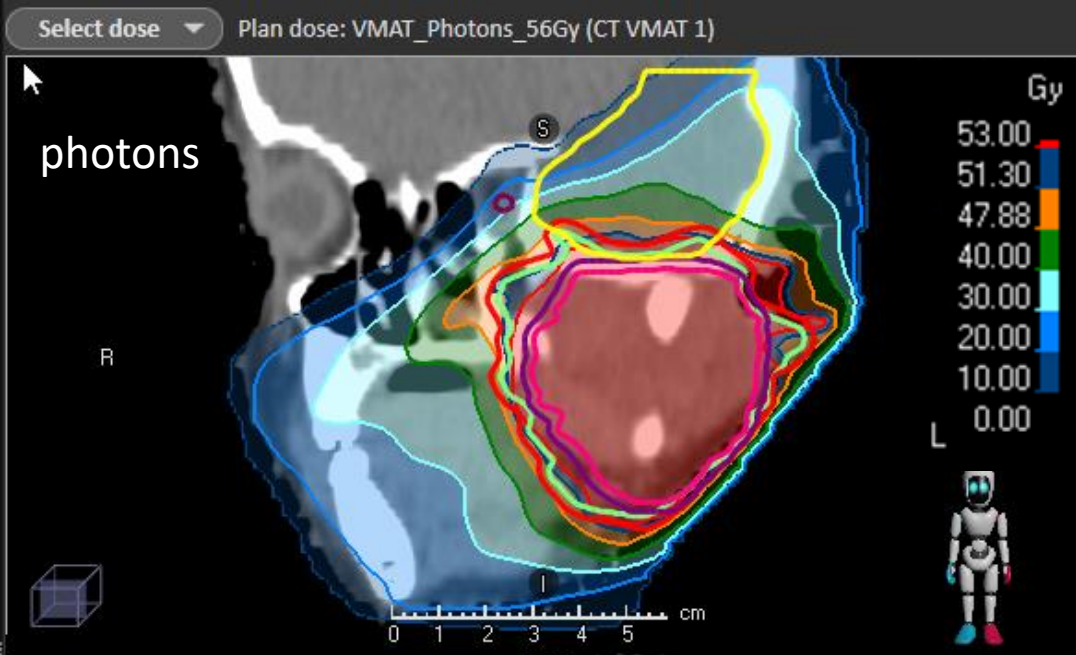 Select dose Plan dose: VMAT_Photons_56Gy (CT VMAT 1)
photons
S
R
L
I
cm
0 1 2 3 4 5
Gy
53.00
51.30
47.88
40.00
30.00
20.00
10.00
0.00